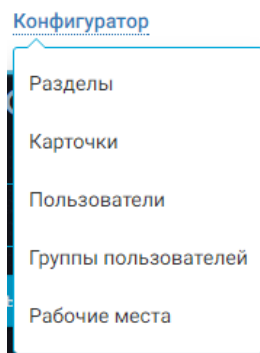 Конфигуратор
Разделы
Карточки
Пользователи
Группы пользователей
Рабочие места